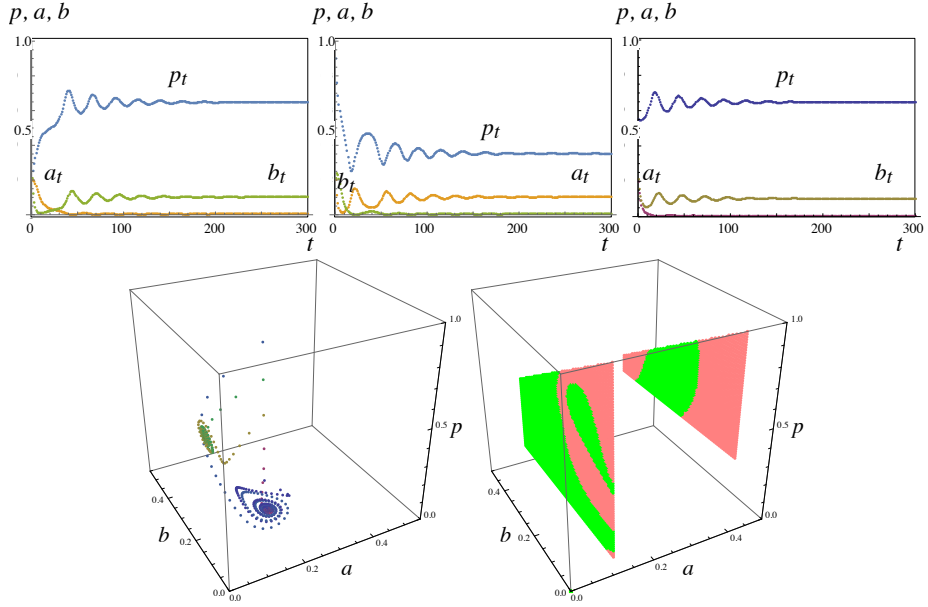 p, a, b p, a, b p, a, b
1.0 1.0 1.0
p_t p_t p_t
0.5 0.5 0.5
a_t b_t b_t a_t a_t b_t
0 100 200 300 0 100 200 300 0 100 200 300
t t t
1.0 1.0
0.5 p 0.5 p
0.4 0.4
b 0.2 0.0 b 0.2 0.0
0.4 0.4
0.2 0.2
0.0 0.0 a 0.0 0.0 a